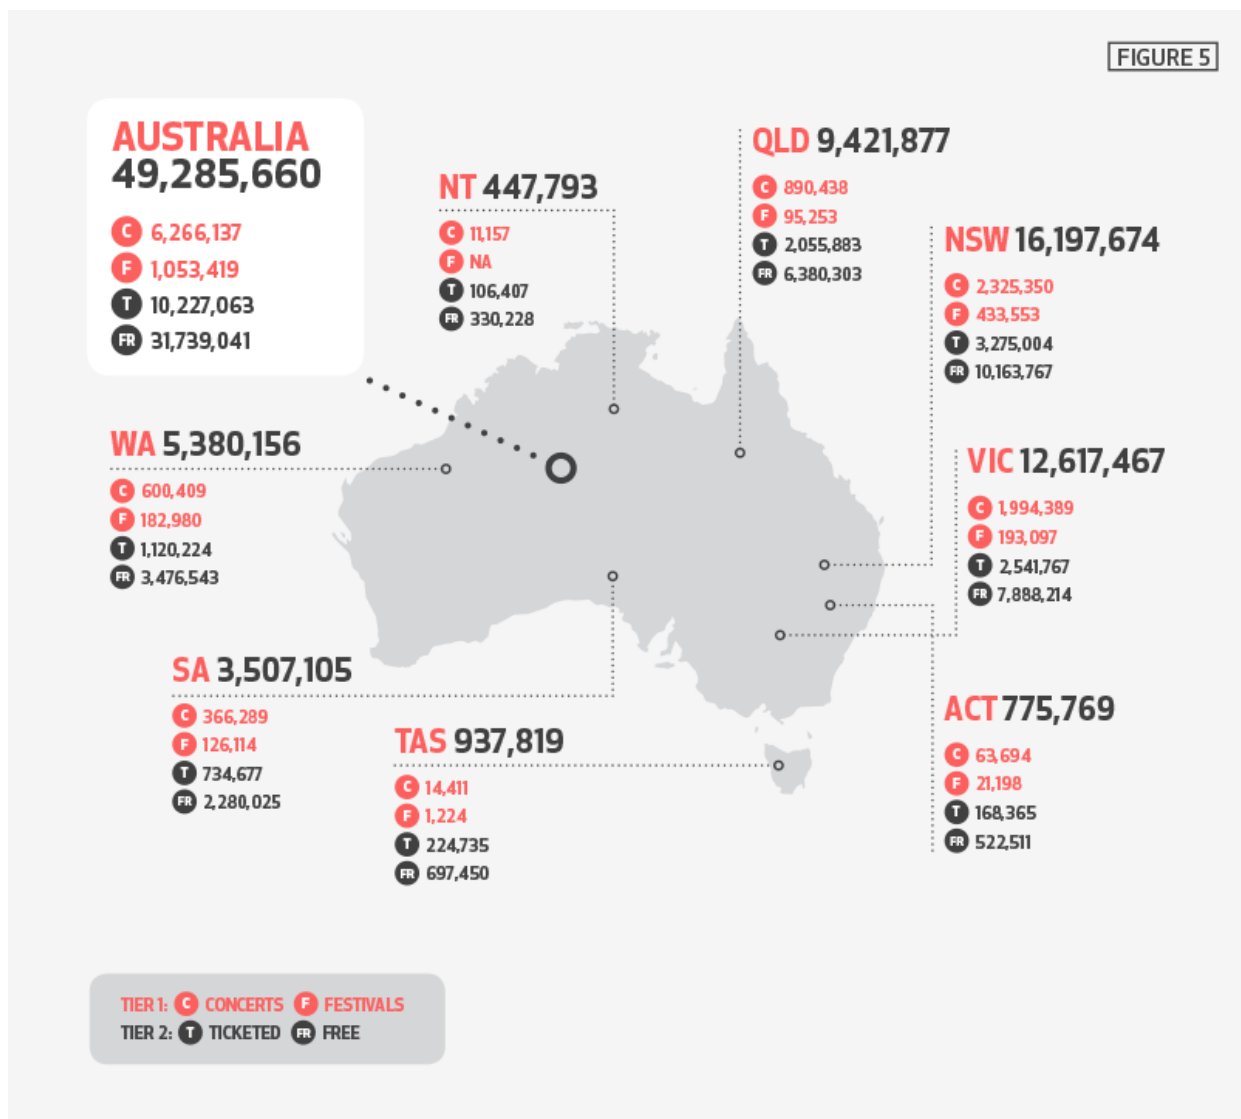 FIGURE 5
AUSTRALIA
49,285,660
C 6,266,137
F 1,053,419
T 10,227,063
FR 31,739,041
NT 447,793
C 11,157
F NA
T 106,407
FR 330,228
QLD 9,421,877
C 890,438
F 95,253
T 2,055,883
FR 6,380,303
NSW 16,197,674
C 2,325,350
F 433,553
T 3,275,004
FR 10,163,767
WA 5,380,156
C 600,409
F 182,980
T 1,120,224
FR 3,476,543
VIC 12,617,467
C 1,994,389
F 193,097
T 2,541,767
FR 7,888,214
SA 3,507,105
C 366,289
F 126,114
T 734,677
FR 2,280,025
TAS 937,819
C 14,411
F 1,224
T 224,735
FR 697,450
ACT 775,769
C 63,694
F 21,198
T 168,365
FR 522,511
TIER 1: C CONCERTS F FESTIVALS
TIER 2: T TICKETED FR FREE